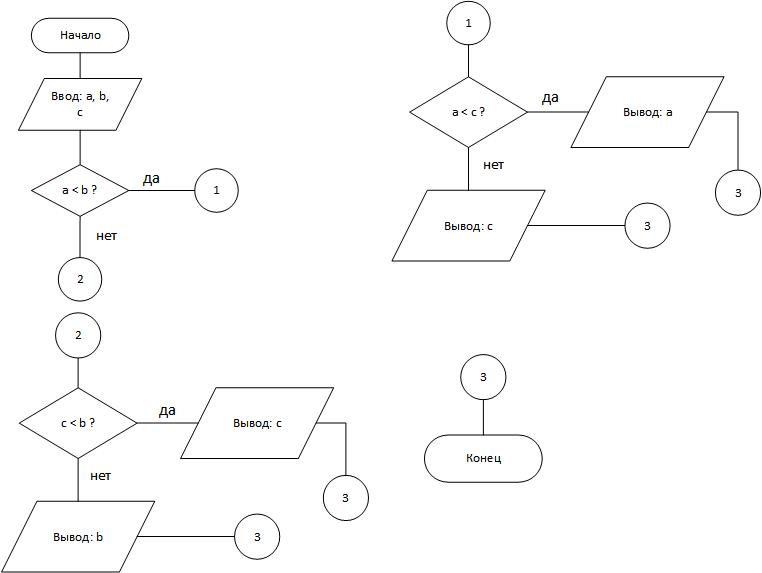 Начало
Ввод: a, b,
c
a < b ?
да
1
нет
2
2
c < b ?
да
Вывод: c
3
нет
Вывод: b
3
1
a < c ?
да
Вывод: a
3
нет
Вывод: c
3
3
Конец